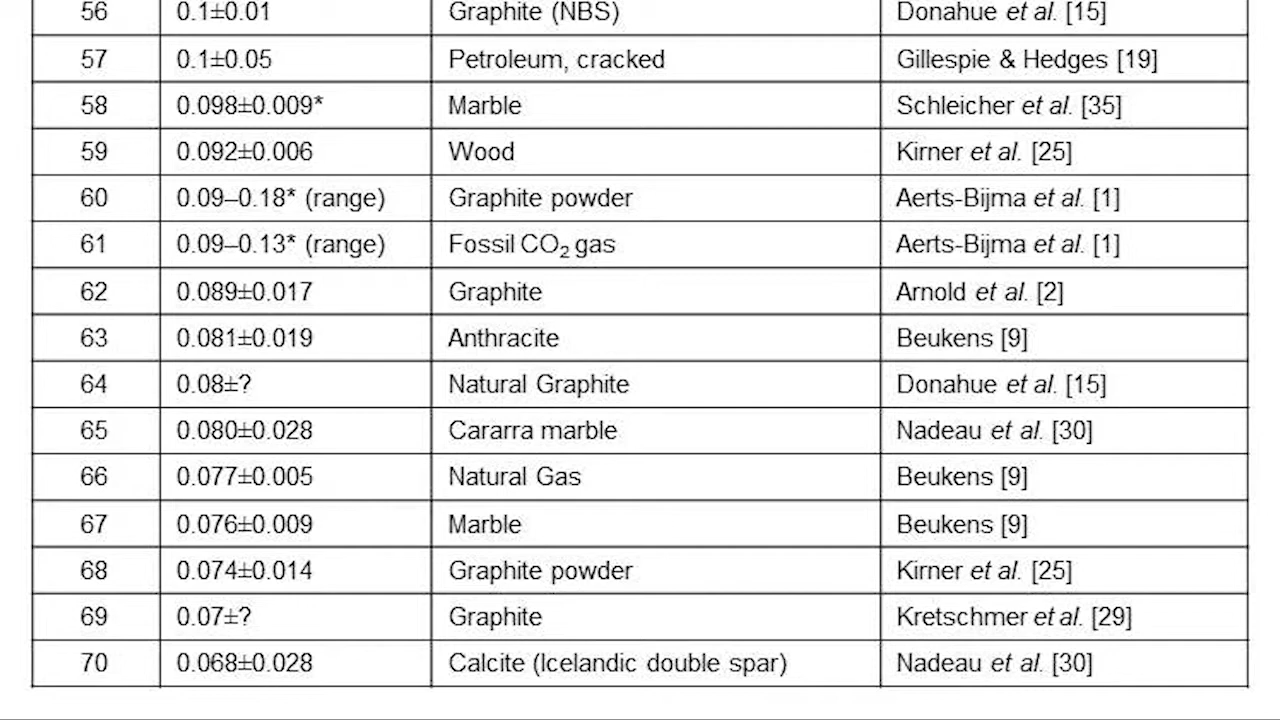 56 0.1±0.01 Graphite (NBS) Donahue et al. [15]
57 0.1±0.05 Petroleum, cracked Gillespie & Hedges [19]
58 0.098±0.009* Marble Schleicher et al. [35]
59 0.092±0.006 Wood Kirner et al. [25]
60 0.09–0.18* (range) Graphite powder Aerts-Bijma et al. [1]
61 0.09–0.13* (range) Fossil CO₂ gas Aerts-Bijma et al. [1]
62 0.089±0.017 Graphite Arnold et al. [2]
63 0.081±0.019 Anthracite Beukens [9]
64 0.08±? Natural Graphite Donahue et al. [15]
65 0.080±0.028 Cararra marble Nadeau et al. [30]
66 0.077±0.005 Natural Gas Beukens [9]
67 0.076±0.009 Marble Beukens [9]
68 0.074±0.014 Graphite powder Kirner et al. [25]
69 0.07±? Graphite Kretschmer et al. [29]
70 0.068±0.028 Calcite (Icelandic double spar) Nadeau et al. [30]